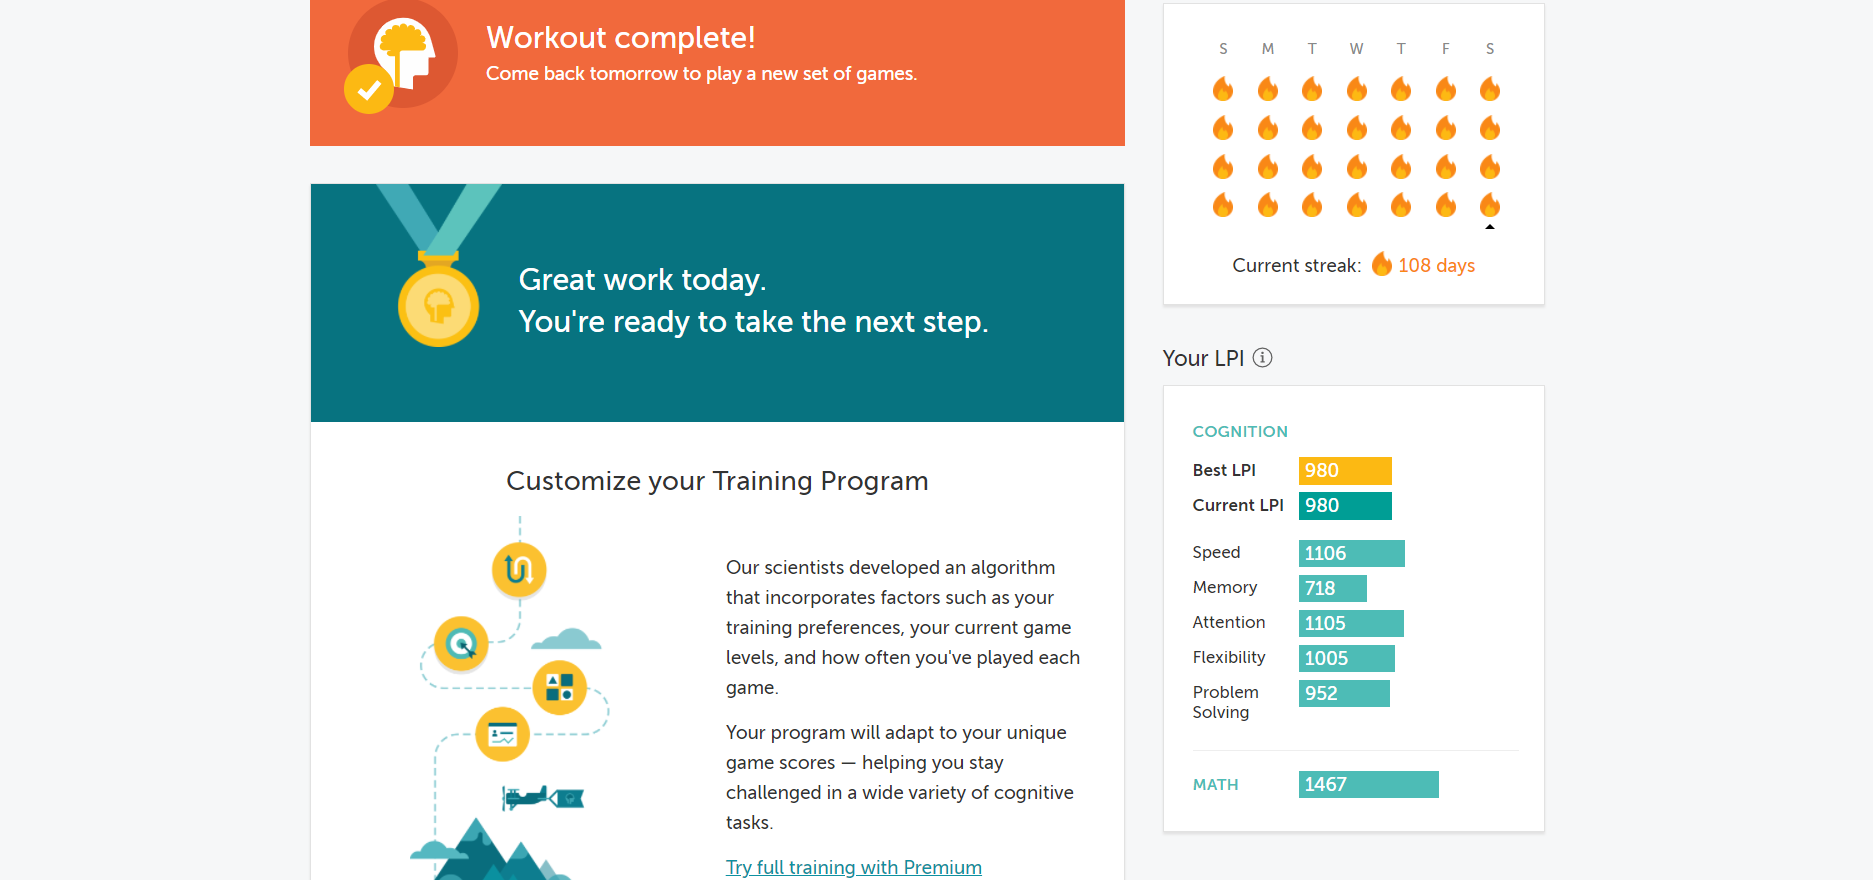 Workout complete!
Come back tomorrow to play a new set of games.
Great work today.
You're ready to take the next step.
Customize your Training Program
Our scientists developed an algorithm
that incorporates factors such as your
training preferences, your current game
levels, and how often you've played each
game.
Your program will adapt to your unique
game scores — helping you stay
challenged in a wide variety of cognitive
tasks.
Try full training with Premium
S M T W T F S
Current streak: 108 days
Your LPI
COGNITION
Best LPI 980
Current LPI 980
Speed 1106
Memory 718
Attention 1105
Flexibility 1005
Problem 952
Solving
MATH 1467